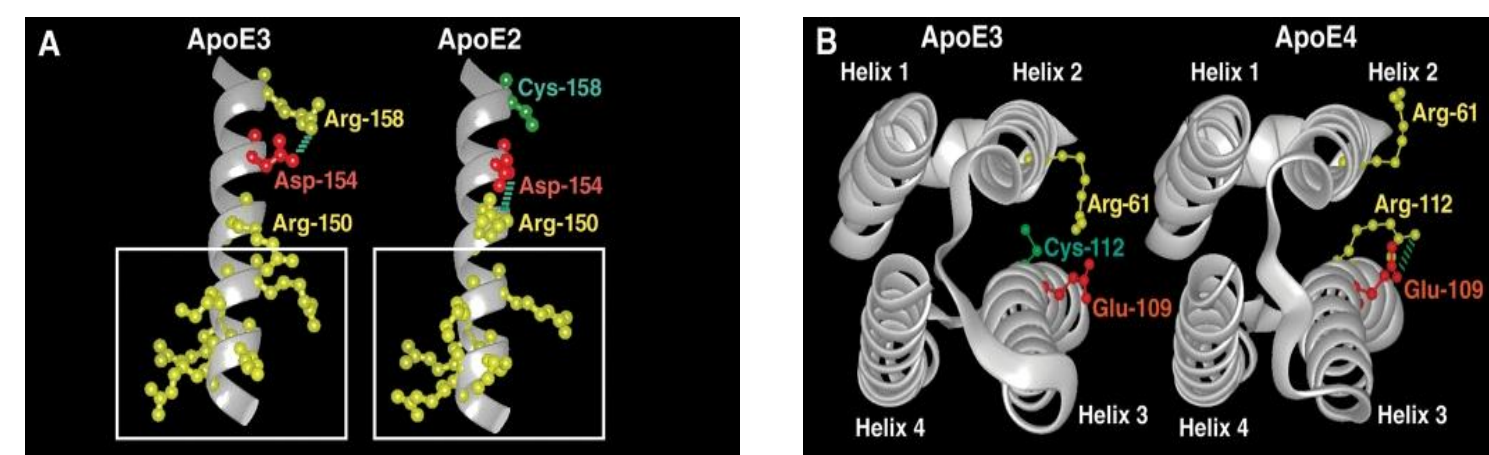 A
ApoE3
ApoE2
Cys-158
Arg-158
Asp-154
Asp-154
Arg-150
Arg-150
B
ApoE3
ApoE4
Helix 1
Helix 2
Helix 1
Helix 2
Arg-61
Arg-61
Arg-112
Cys-112
Glu-109
Glu-109
Helix 4
Helix 3
Helix 4
Helix 3